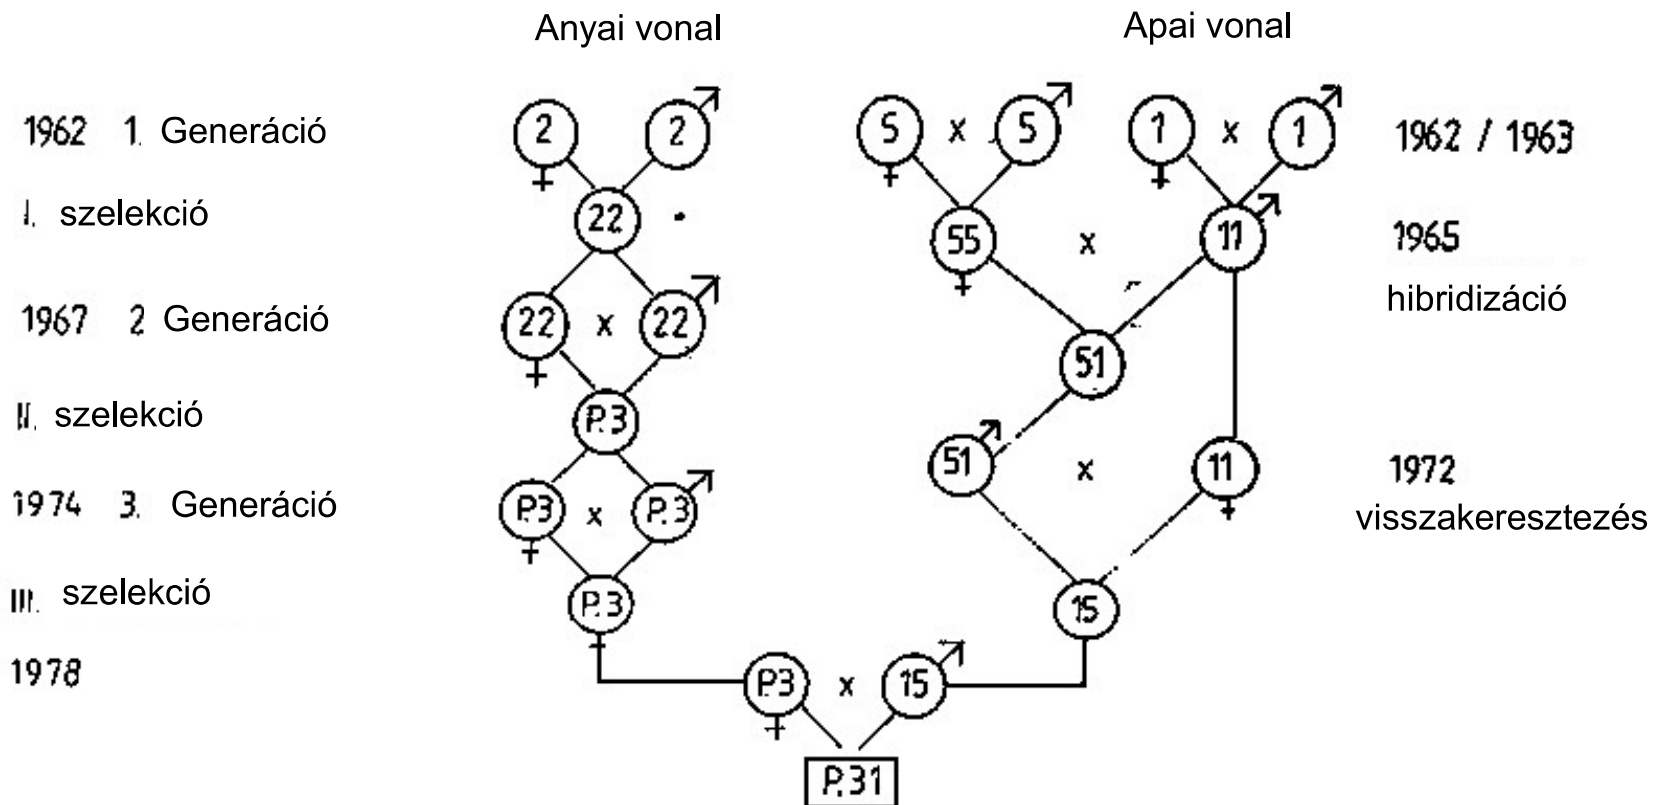 Anyai vonal Apai vonal
1962 1. Generáció 2 2 5 x 5 1 x 1 1962 / 1963
I. szelekció 22 55 x 11 1965
hibridizáció
1967 2 Generáció 22 x 22 51
II. szelekció P.3 51 x 11 1972
visszakeresztezés
1974 3. Generáció P.3 x P.3
III. szelekció P.3 15
1978 P.3 x 15
P.31